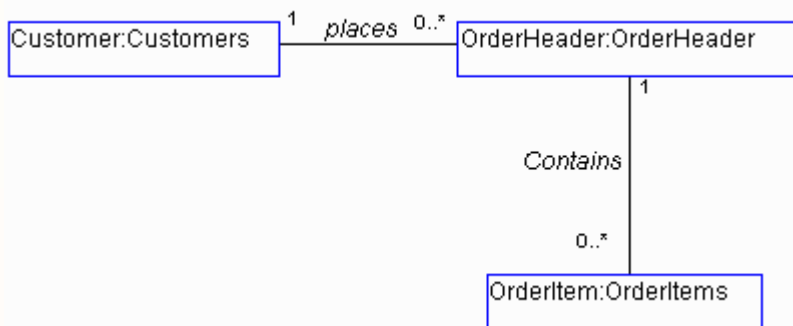 Customer:Customers
1
places
0..*
OrderHeader:OrderHeader
1
Contains
0..*
OrderItem:OrderItems